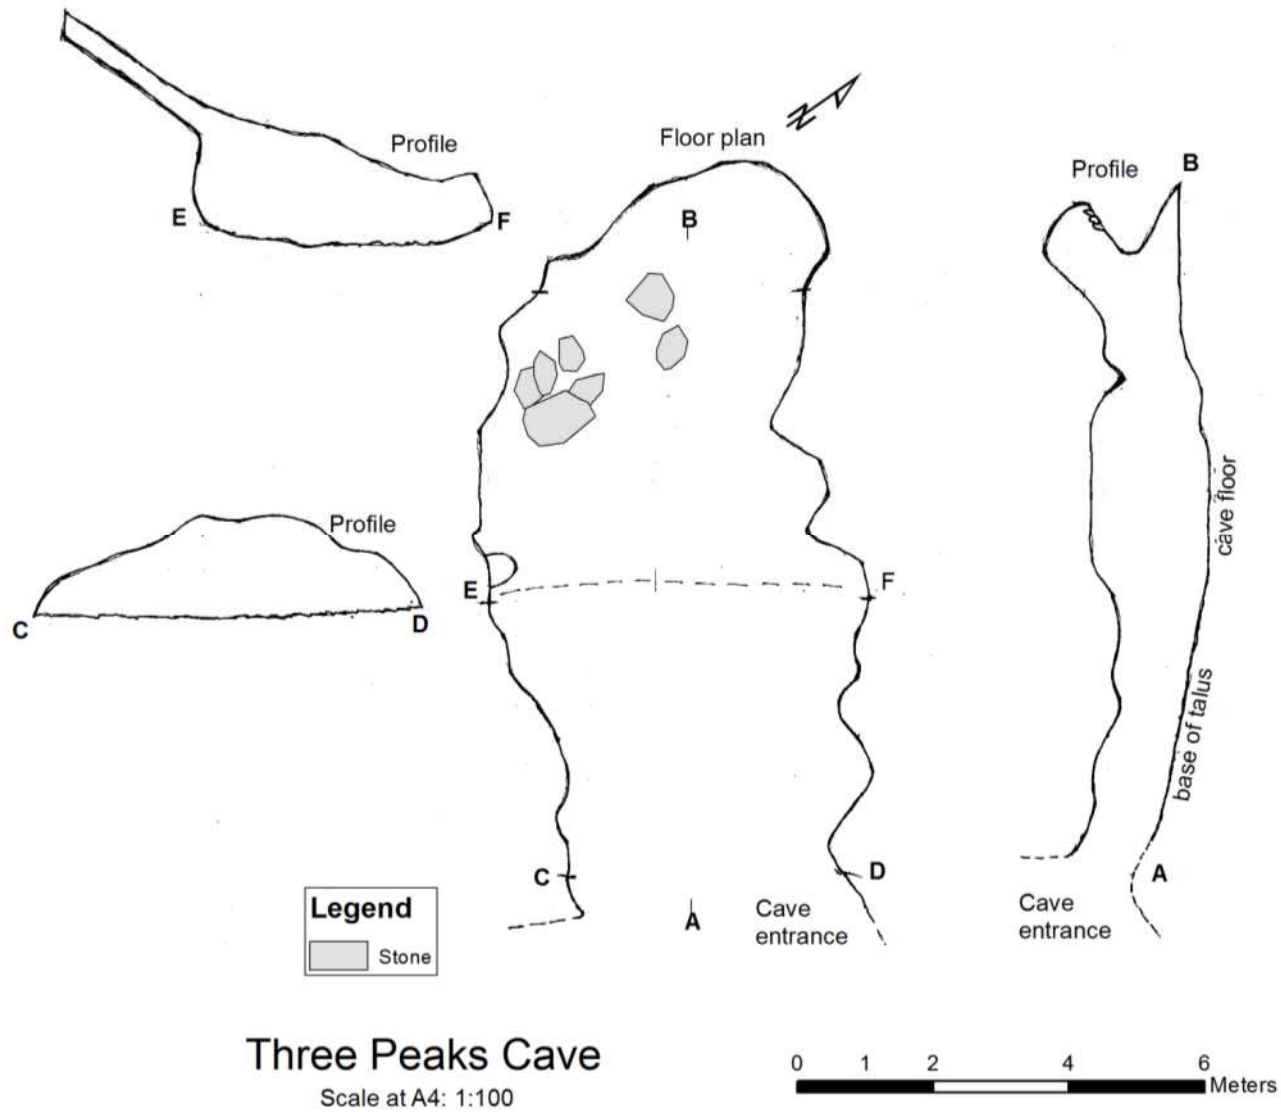 N
Floor plan
Profile
Profile
B
B
E
F
Profile
cave floor
E
F
C
D
base of talus
C
D
A
Legend
Stone
A
Cave
entrance
Cave
entrance
Three Peaks Cave
Scale at A4: 1:100
0 1 2 4 6
Meters